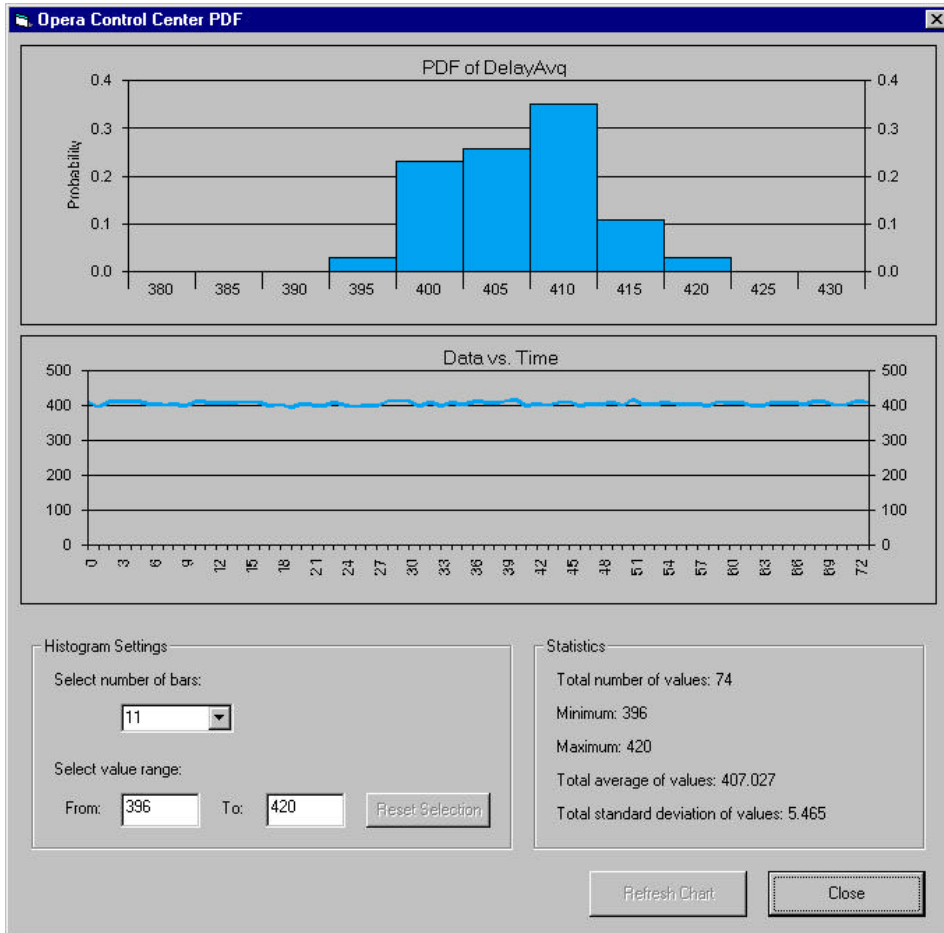 Opera Control Center PDF
PDF of DelayAvg
Probability
0.4 0.4
0.3 0.3
0.2 0.2
0.1 0.1
0.0 0.0
380 385 390 395 400 405 410 415 420 425 430
Data vs. Time
500 500
400 400
300 300
200 200
100 100
0 0
0 3 6 9 12 15 18 21 24 27 30 33 36 39 42 45 48 51 54 57 60 63 66 69 72
Histogram Settings
Select number of bars:
11
Select value range:
From: 396 To: 420 Reset Selection
Statistics
Total number of values: 74
Minimum: 396
Maximum: 420
Total average of values: 407.027
Total standard deviation of values: 5.465
Refresh Chart Close